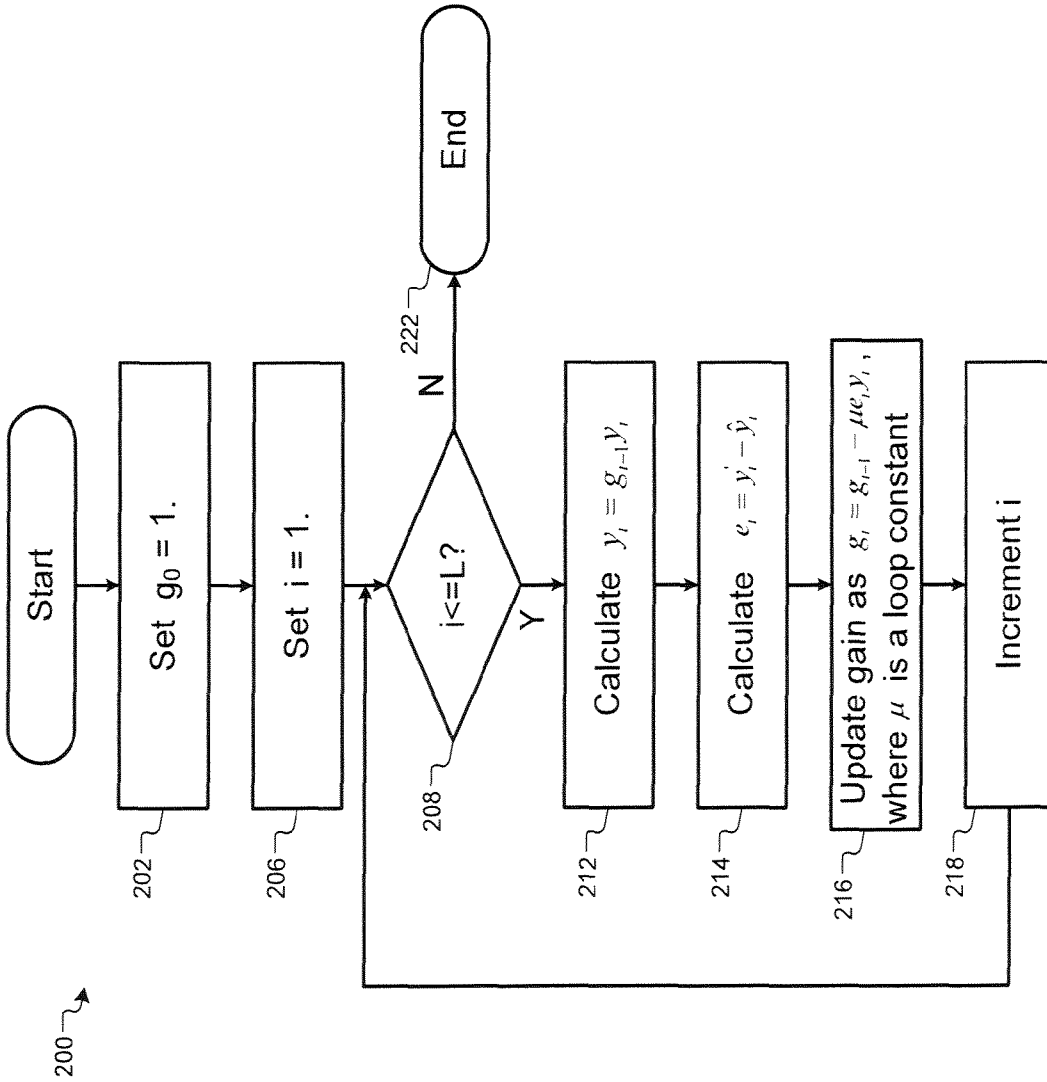 200
Start
202
Set g₀ = 1.
206
Set i = 1.
208
i<=L?
N
222
End
Y
212
Calculate yᵢ = gᵢ₋₁yᵢ
214
Calculate eᵢ = y'ᵢ − ŷᵢ
216
Update gain as gᵢ = gᵢ₋₁ − μeᵢyᵢ,
where μ is a loop constant
218
Increment i